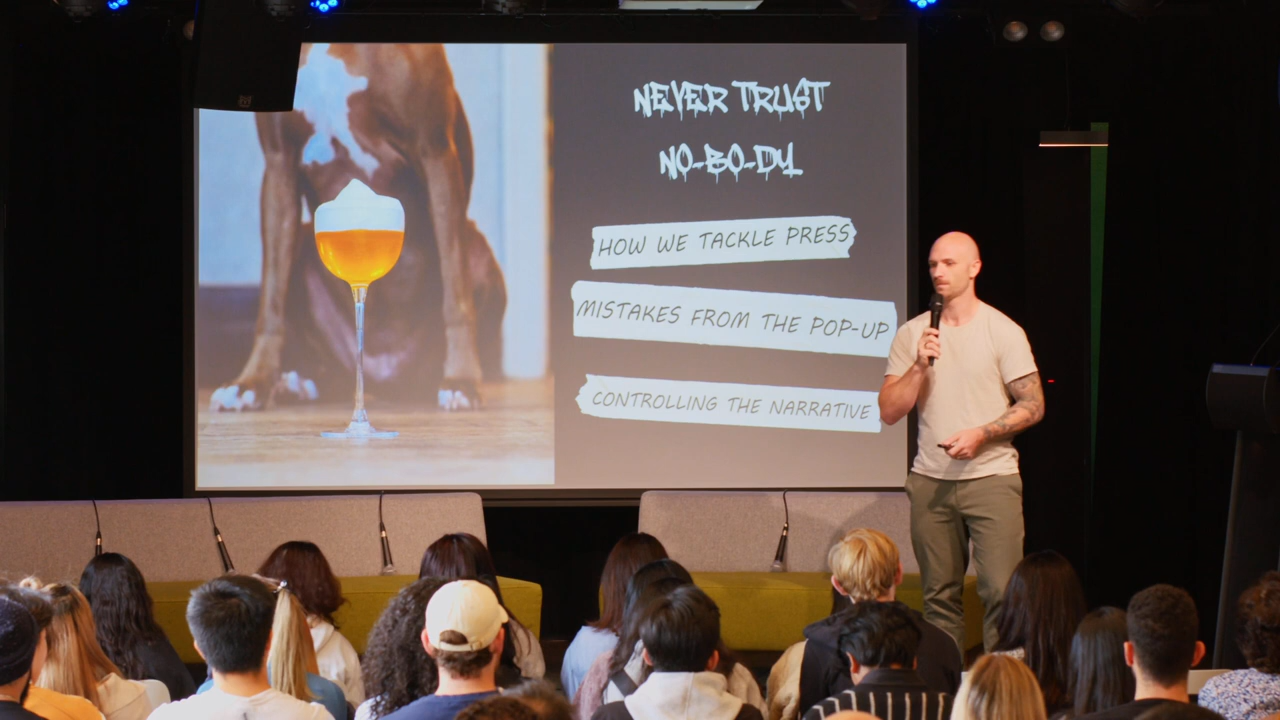 NEVER TRUST
NO-BO-DY
HOW WE TACKLE PRESS
MISTAKES FROM THE POP-UP
CONTROLLING THE NARRATIVE